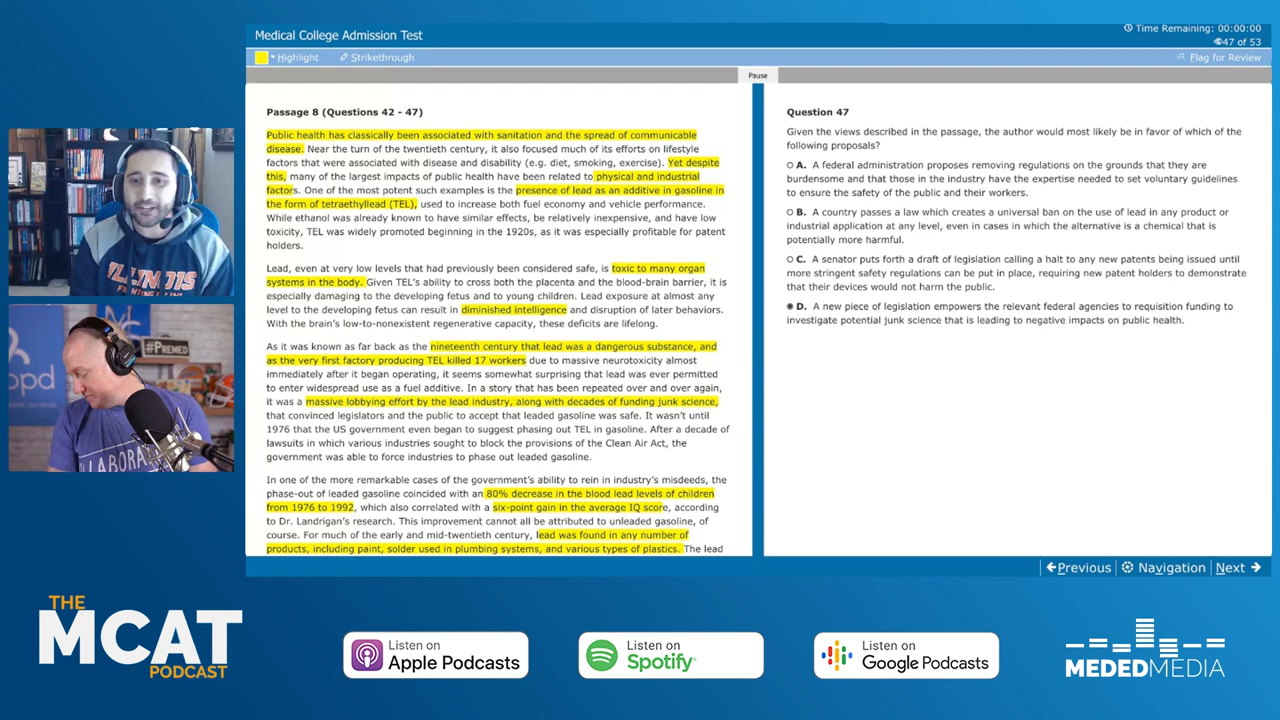 Medical College Admission Test
Time Remaining: 00:00:00
47 of 53
Highlight
Strikethrough
Flag for Review
Pause
Passage 8 (Questions 42 - 47)
Public health has classically been associated with sanitation and the spread of communicable
disease. Near the turn of the twentieth century, it also focused much of its efforts on lifestyle
factors that were associated with disease and disability (e.g. diet, smoking, exercise). Yet despite
this, many of the largest impacts of public health have been related to physical and industrial
factors. One of the most potent such examples is the presence of lead as an additive in gasoline in
the form of tetraethyllead (TEL), used to increase both fuel economy and vehicle performance.
While ethanol was already known to have similar effects, be relatively inexpensive, and have low
toxicity, TEL was widely promoted beginning in the 1920s, as it was especially profitable for patent
holders.
Lead, even at very low levels that had previously been considered safe, is toxic to many organ
systems in the body. Given TEL's ability to cross both the placenta and the blood-brain barrier, it is
especially damaging to the developing fetus and to young children. Lead exposure at almost any
level to the developing fetus can result in diminished intelligence and disruption of later behaviors.
With the brain's low-to-nonexistent regenerative capacity, these deficits are lifelong.
As it was known as far back as the nineteenth century that lead was a dangerous substance, and
as the very first factory producing TEL killed 17 workers due to massive neurotoxicity almost
immediately after it began operating, it seems somewhat surprising that lead was ever permitted
to enter widespread use as a fuel additive. In a story that has been repeated over and over again,
it was a massive lobbying effort by the lead industry, along with decades of funding junk science,
that convinced legislators and the public to accept that leaded gasoline was safe. It wasn't until
1976 that the US government even began to suggest phasing out TEL in gasoline. After a decade of
lawsuits in which various industries sought to block the provisions of the Clean Air Act, the
government was able to force industries to phase out leaded gasoline.
In one of the more remarkable cases of the government's ability to rein in industry's misdeeds, the
phase-out of leaded gasoline coincided with an 80% decrease in the blood lead levels of children
from 1976 to 1992, which also correlated with a six-point gain in the average IQ score, according
to Dr. Landrigan's research. This improvement cannot all be attributed to unleaded gasoline, of
course. For much of the early and mid-twentieth century, lead was found in any number of
products, including paint, solder used in plumbing systems, and various types of plastics. The lead
Question 47
Given the views described in the passage, the author would most likely be in favor of which of the
following proposals?
A. A federal administration proposes removing regulations on the grounds that they are
burdensome and that those in the industry have the expertise needed to set voluntary guidelines
to ensure the safety of the public and their workers.
B. A country passes a law which creates a universal ban on the use of lead in any product or
industrial application at any level, even in cases in which the alternative is a chemical that is
potentially more harmful.
C. A senator puts forth a draft of legislation calling a halt to any new patents being issued until
more stringent safety regulations can be put in place, requiring new patent holders to demonstrate
that their devices would not harm the public.
D. A new piece of legislation empowers the relevant federal agencies to requisition funding to
investigate potential junk science that is leading to negative impacts on public health.
Previous
Navigation
Next
ILLINOIS
#PREMED
THE
MCAT
PODCAST
Listen on
Apple Podcasts
Listen on
Spotify
Listen on
Google Podcasts
MEDEDMEDIA